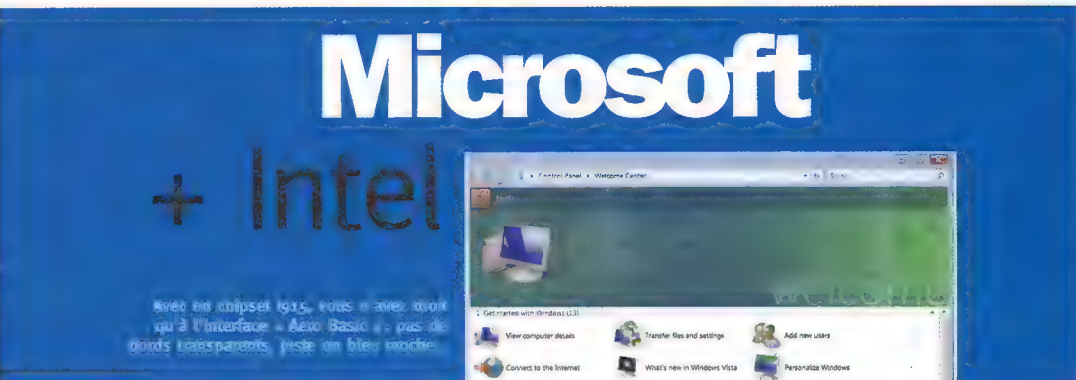 Microsoft
+ Intel
Avec un chipset i915, vous n'avez droit
qu'à l'interface « Aero Basic » : pas de
bords transparents, juste un bleu moche.
Control Panel ▸ Welcome Center
Get started with Windows (13)
View computer details
Transfer files and settings
Add new users
Connect to the Internet
What's new in Windows Vista
Personalize Windows